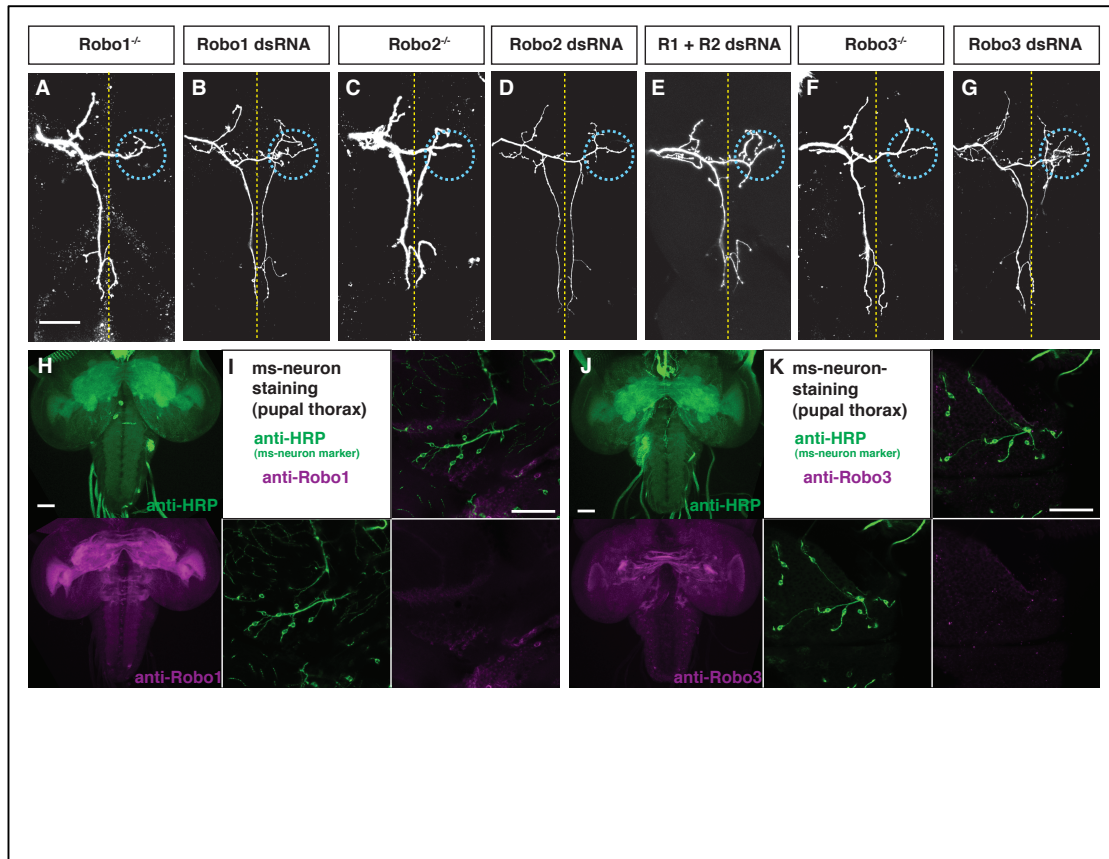 Robo1-/-
Robo1 dsRNA
Robo2-/-
Robo2 dsRNA
R1 + R2 dsRNA
Robo3-/-
Robo3 dsRNA
A
B
C
D
E
F
G
H
anti-HRP
anti-Robo1
I
ms-neuron
staining
(pupal thorax)
anti-HRP
(ms-neuron marker)
anti-Robo1
J
anti-HRP
anti-Robo3
K
ms-neuron-
staining
(pupal thorax)
anti-HRP
(ms-neuron marker)
anti-Robo3